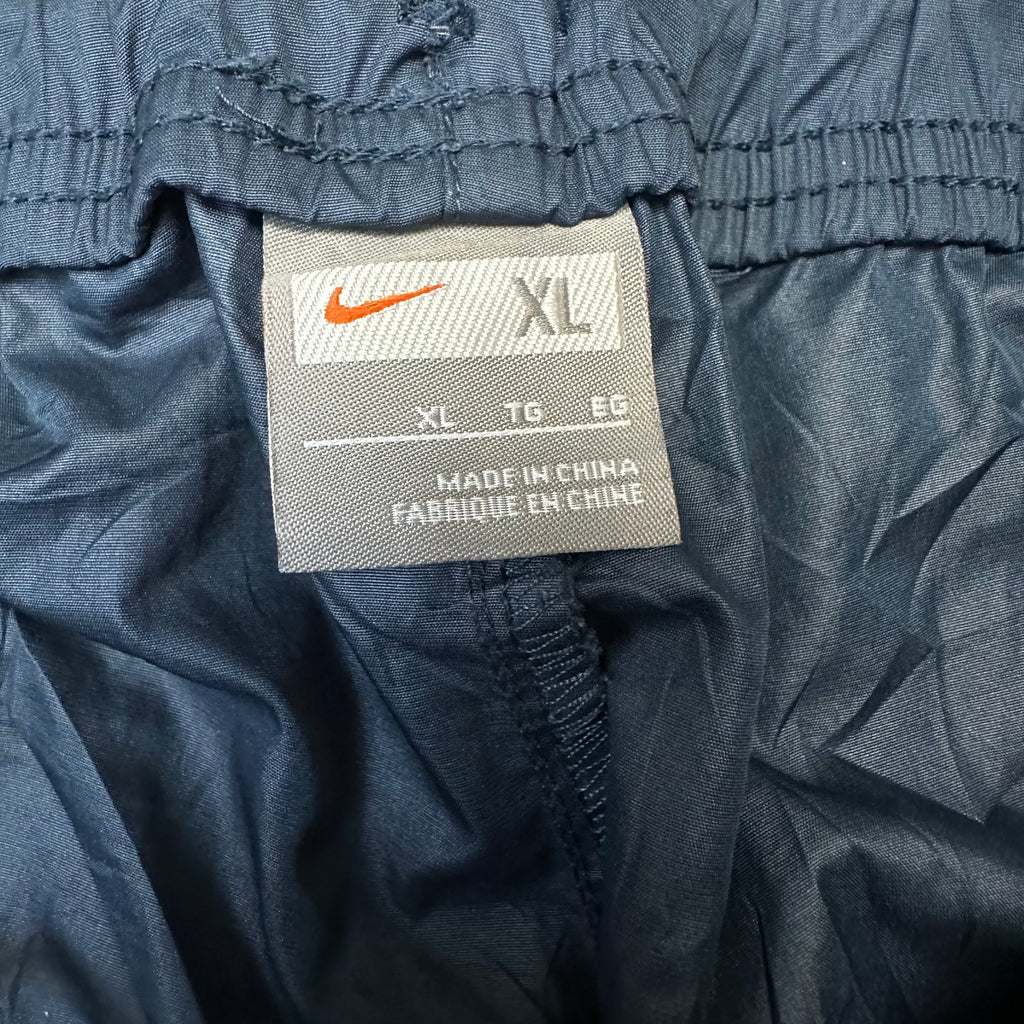 XL
XL TG EG
MADE IN CHINA
FABRIQUE EN CHINE